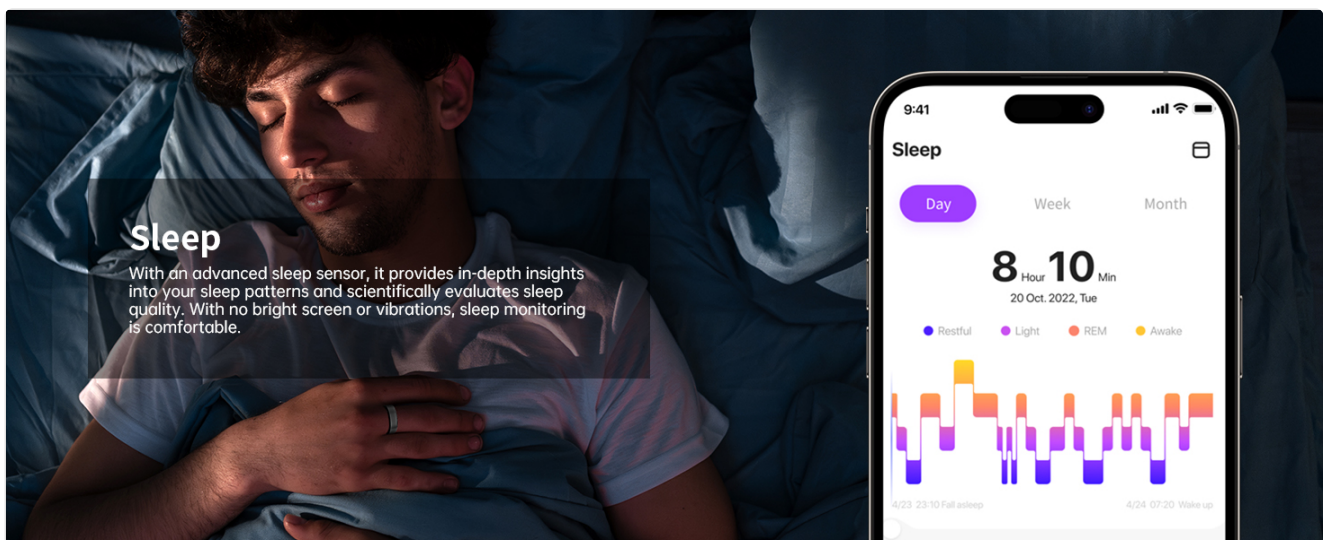 Sleep
With an advanced sleep sensor, it provides in-depth insights
into your sleep patterns and scientifically evaluates sleep
quality. With no bright screen or vibrations, sleep monitoring
is comfortable.
9:41
Sleep
Day Week Month
8 Hour 10 Min
20 Oct. 2022, Tue
Restful Light REM Awake
4/23 23:10 Fall asleep 4/24 07:20 Wake up